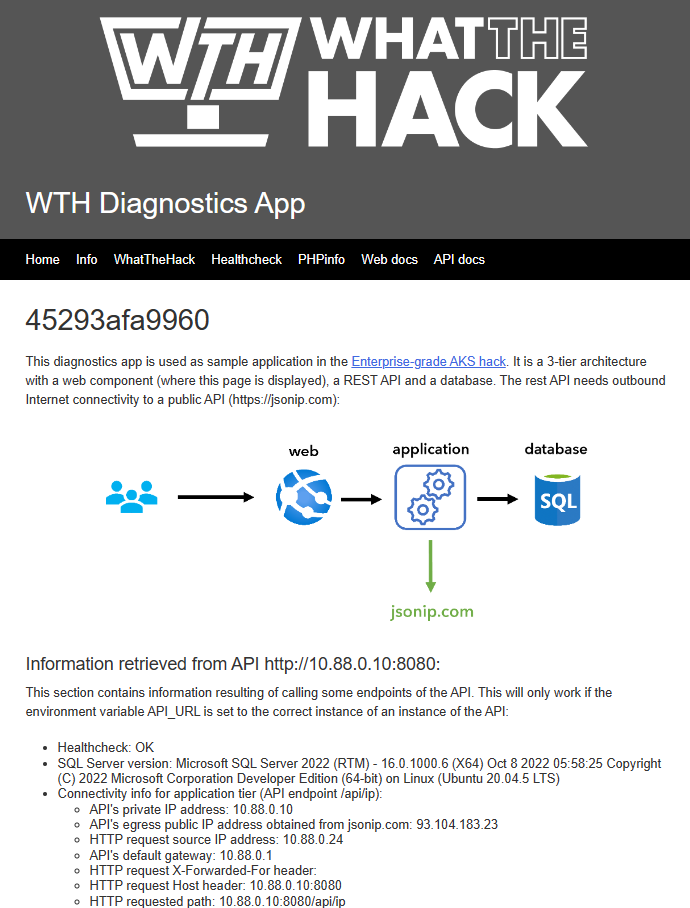 WTH WHAT THE
HACK
WTH Diagnostics App
Home Info WhatTheHack Healthcheck PHPinfo Web docs API docs
45293afa9960
This diagnostics app is used as sample application in the Enterprise-grade AKS hack. It is a 3-tier architecture
with a web component (where this page is displayed), a REST API and a database. The rest API needs outbound
Internet connectivity to a public API (https://jsonip.com):
web application database
SQL
jsonip.com
Information retrieved from API http://10.88.0.10:8080:
This section contains information resulting of calling some endpoints of the API. This will only work if the
environment variable API_URL is set to the correct instance of an instance of the API:
• Healthcheck: OK
• SQL Server version: Microsoft SQL Server 2022 (RTM) - 16.0.1000.6 (X64) Oct 8 2022 05:58:25 Copyright
(C) 2022 Microsoft Corporation Developer Edition (64-bit) on Linux (Ubuntu 20.04.5 LTS)
• Connectivity info for application tier (API endpoint /api/ip):
◦ API's private IP address: 10.88.0.10
◦ API's egress public IP address obtained from jsonip.com: 93.104.183.23
◦ HTTP request source IP address: 10.88.0.24
◦ API's default gateway: 10.88.0.1
◦ HTTP request X-Forwarded-For header:
◦ HTTP request Host header: 10.88.0.10:8080
◦ HTTP requested path: 10.88.0.10:8080/api/ip